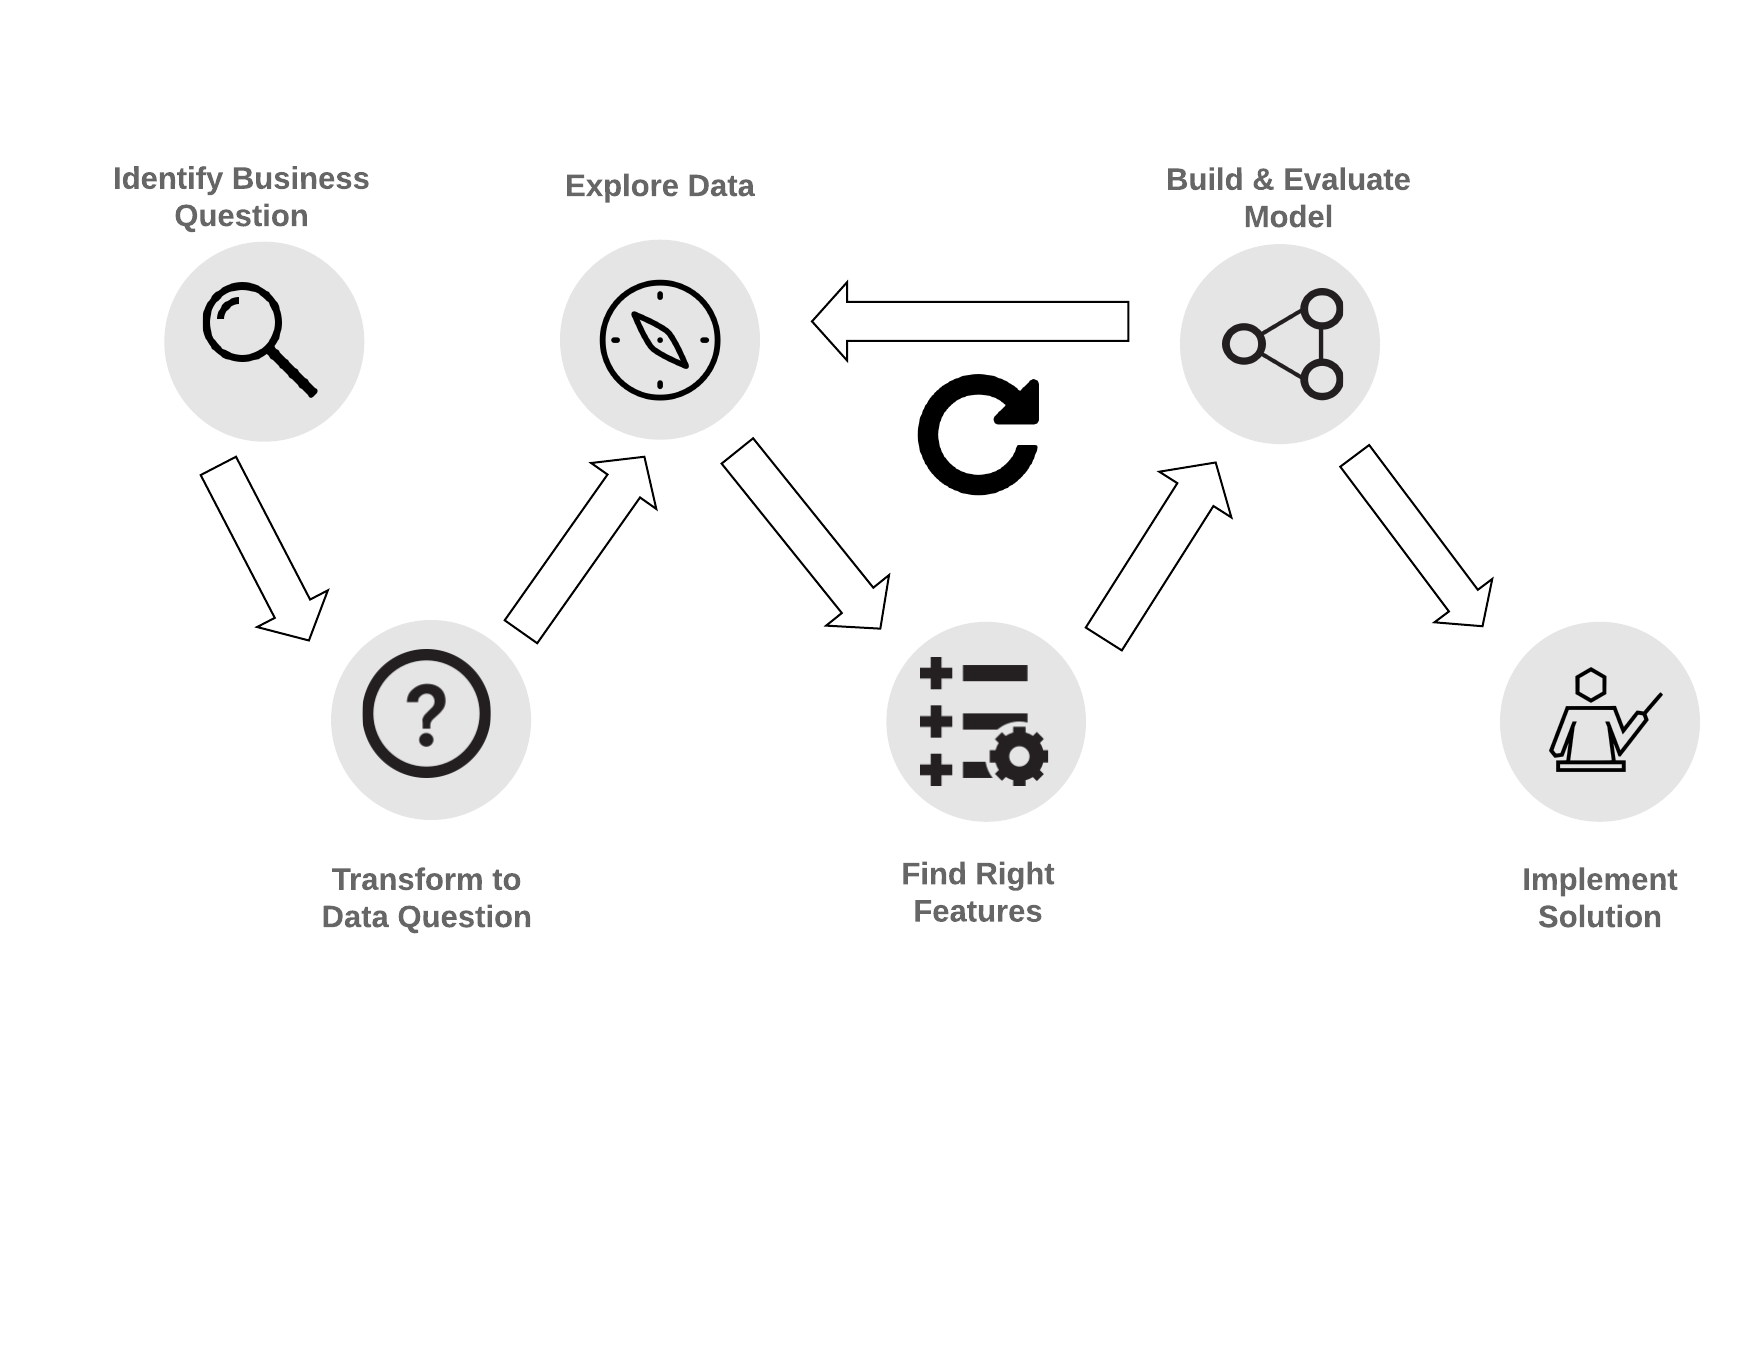 Identify Business
Question
Explore Data
Build & Evaluate
Model
Transform to
Data Question
Find Right
Features
Implement
Solution